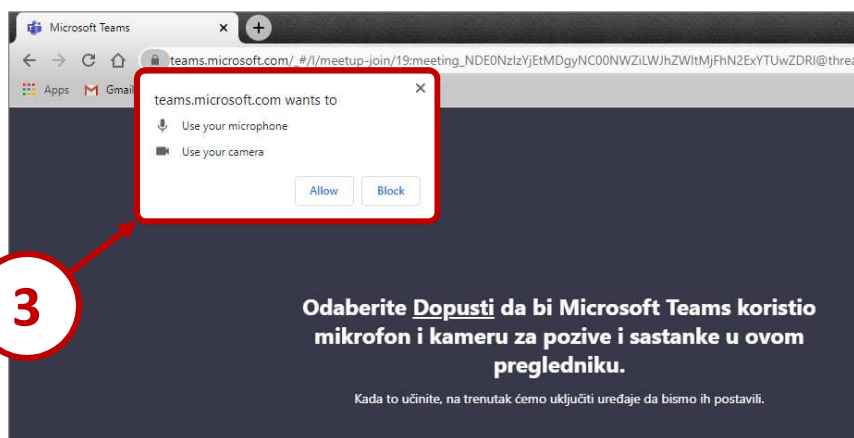 Microsoft Teams
teams.microsoft.com/_#/l/meetup-join/19:meeting_NDE0NzIzYjEtMDgyNC00NWZiLWJhZWItMjFhN2ExYTUwZDRl@threa
Apps Gmail
teams.microsoft.com wants to
Use your microphone
Use your camera
Allow Block
3
Odaberite Dopusti da bi Microsoft Teams koristio
mikrofon i kameru za pozive i sastanke u ovom
pregledniku.
Kada to učinite, na trenutak ćemo uključiti uređaje da bismo ih postavili.